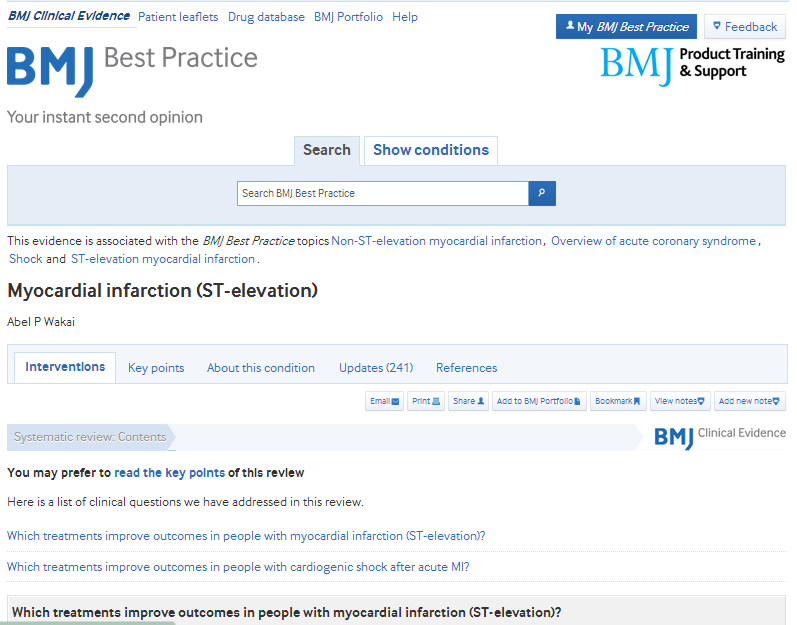 BMJ Clinical Evidence Patient leaflets Drug database BMJ Portfolio Help
My BMJ Best Practice Feedback
BMJ Best Practice
BMJ Product Training & Support
Your instant second opinion
Search Show conditions
Search BMJ Best Practice
This evidence is associated with the BMJ Best Practice topics Non-ST-elevation myocardial infarction, Overview of acute coronary syndrome,
Shock and ST-elevation myocardial infarction.
Myocardial infarction (ST-elevation)
Abel P Wakai
Interventions Key points About this condition Updates (241) References
Email Print Share Add to BMJ Portfolio Bookmark View notes Add new note
Systematic review: Contents
BMJ Clinical Evidence
You may prefer to read the key points of this review
Here is a list of clinical questions we have addressed in this review.
Which treatments improve outcomes in people with myocardial infarction (ST-elevation)?
Which treatments improve outcomes in people with cardiogenic shock after acute MI?
Which treatments improve outcomes in people with myocardial infarction (ST-elevation)?